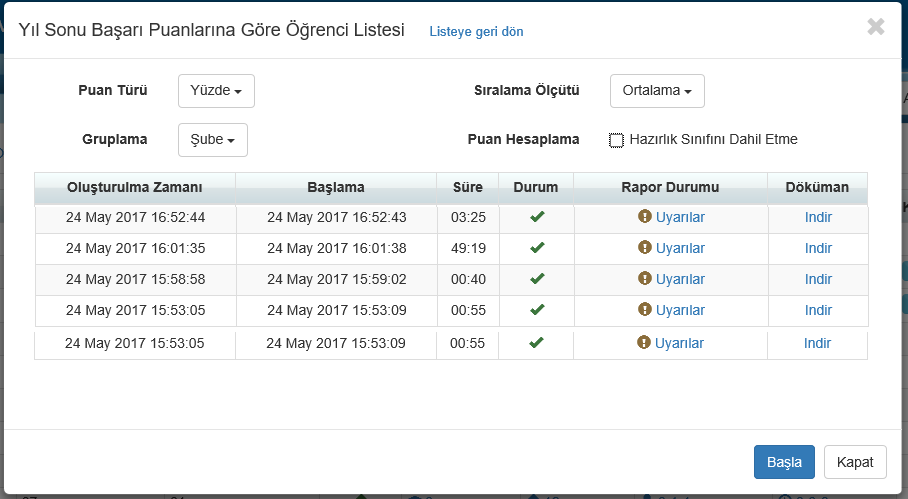 Yıl Sonu Başarı Puanlarına Göre Öğrenci Listesi Listeye geri dön
Puan Türü Yüzde Sıralama Ölçütü Ortalama
Gruplama Şube Puan Hesaplama Hazırlık Sınıfını Dahil Etme
Oluşturulma Zamanı Başlama Süre Durum Rapor Durumu Döküman
24 May 2017 16:52:44 24 May 2017 16:52:43 03:25 Uyarılar Indir
24 May 2017 16:01:35 24 May 2017 16:01:38 49:19 Uyarılar Indir
24 May 2017 15:58:58 24 May 2017 15:59:02 00:40 Uyarılar Indir
24 May 2017 15:53:05 24 May 2017 15:53:09 00:55 Uyarılar Indir
24 May 2017 15:53:05 24 May 2017 15:53:09 00:55 Uyarılar Indir
Başla Kapat